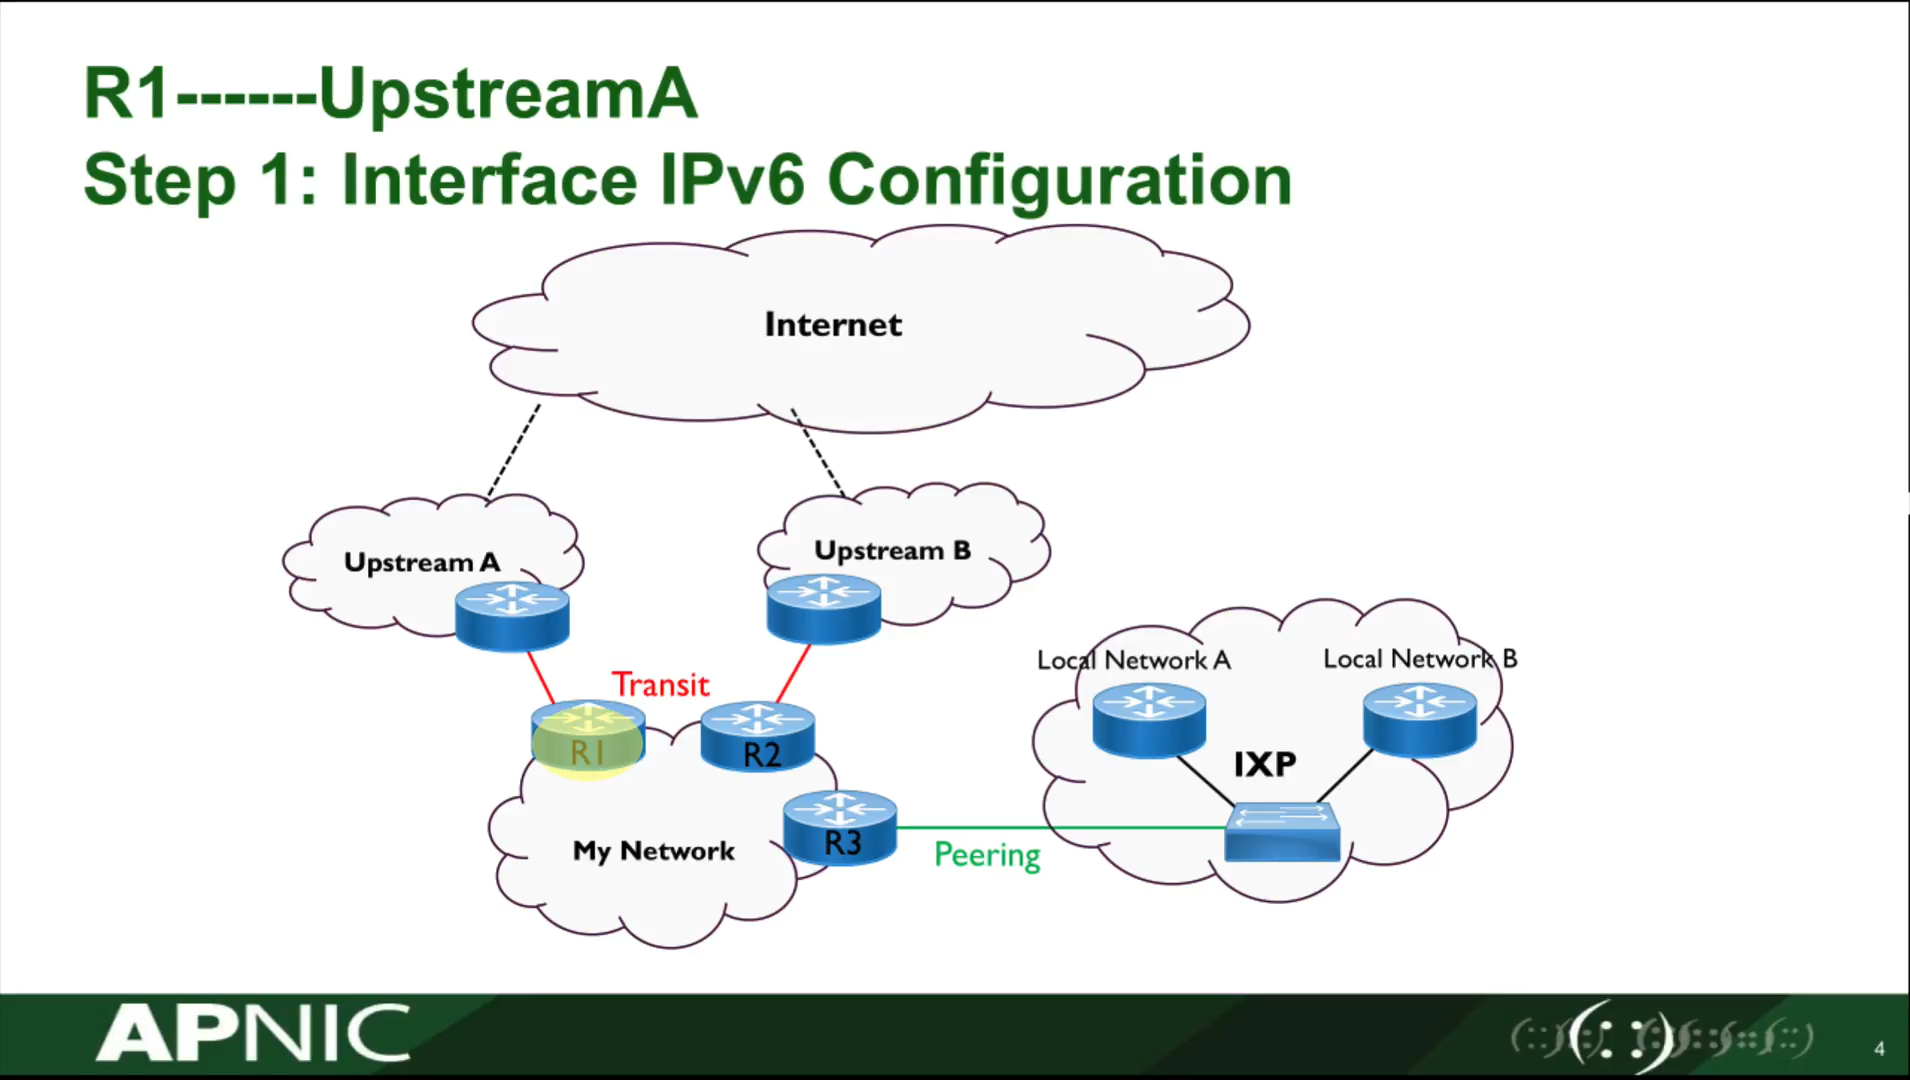 R1------UpstreamA
Step 1: Interface IPv6 Configuration
Internet
Upstream A
Upstream B
Transit
Local Network A
Local Network B
R1
R2
IXP
R3
My Network
Peering
APNIC
4